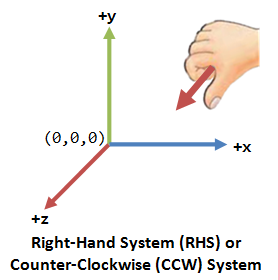 +y
(0,0,0)
+x
+z
Right-Hand System (RHS) or
Counter-Clockwise (CCW) System